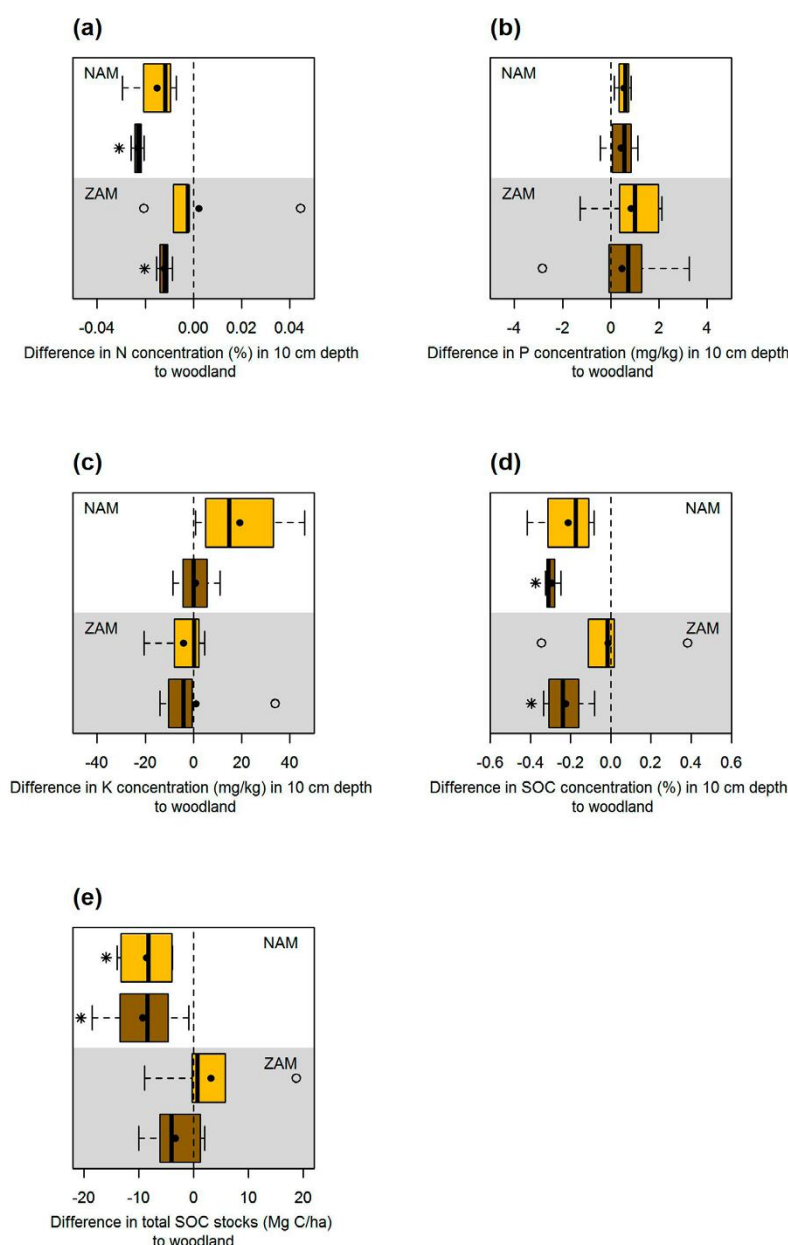 (a)
NAM
ZAM
-0.04 0.00 0.02 0.04
Difference in N concentration (%) in 10 cm depth
to woodland
(b)
NAM
ZAM
-4 -2 0 2 4
Difference in P concentration (mg/kg) in 10 cm depth
to woodland
(c)
NAM
ZAM
-40 -20 0 20 40
Difference in K concentration (mg/kg) in 10 cm depth
to woodland
(d)
NAM
ZAM
-0.6 -0.4 -0.2 0.0 0.2 0.4 0.6
Difference in SOC concentration (%) in 10 cm depth
to woodland
(e)
NAM
ZAM
-20 -10 0 10 20
Difference in total SOC stocks (Mg C/ha)
to woodland